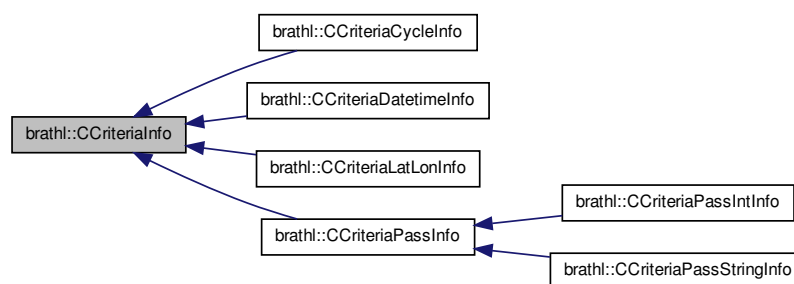 brathl::CCriteriaCycleInfo
brathl::CCriteriaDatetimeInfo
brathl::CCriteriaInfo
brathl::CCriteriaLatLonInfo
brathl::CCriteriaPassIntInfo
brathl::CCriteriaPassInfo
brathl::CCriteriaPassStringInfo